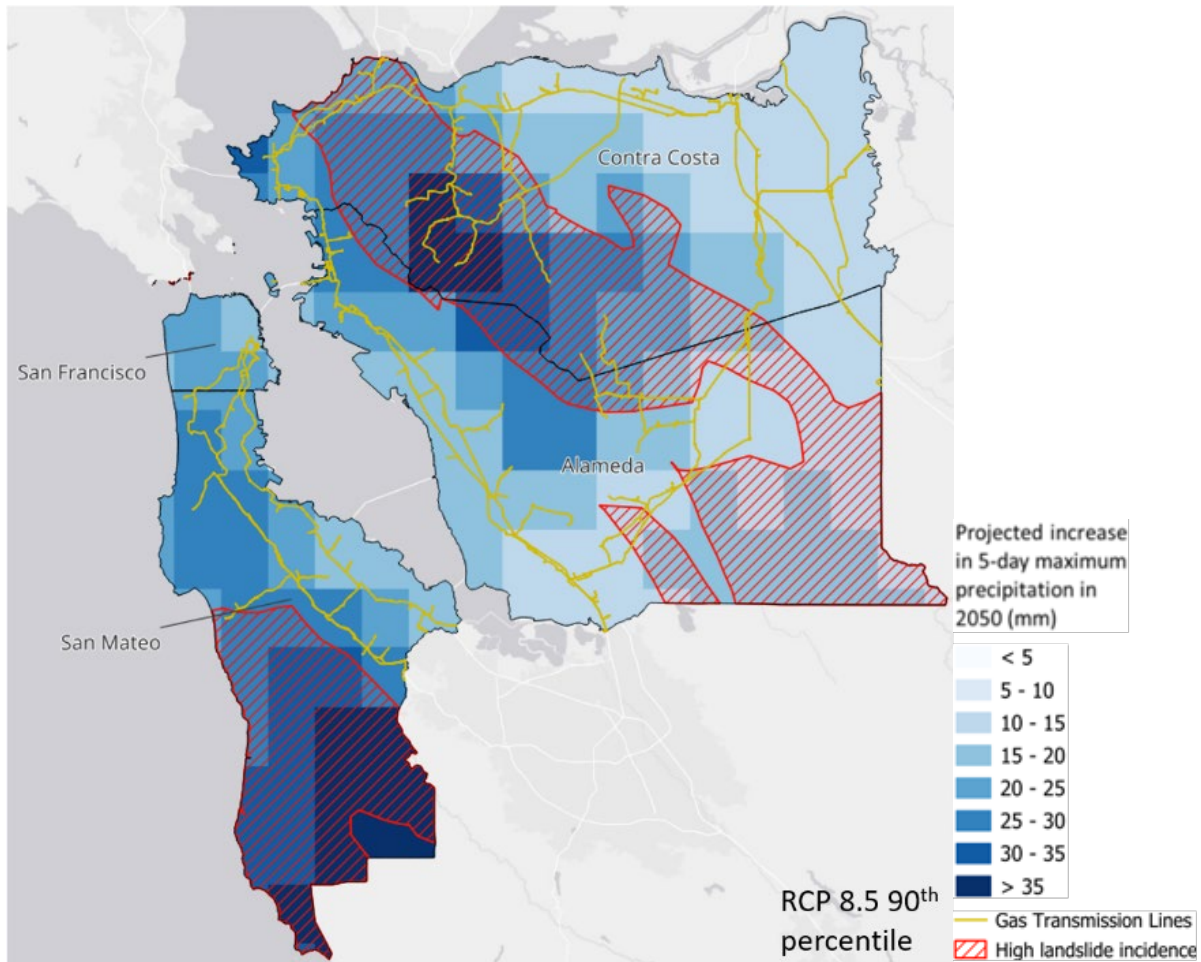 Contra Costa
San Francisco
Alameda
San Mateo
Projected increase
in 5-day maximum
precipitation in
2050 (mm)
< 5
5 - 10
10 - 15
15 - 20
20 - 25
25 - 30
30 - 35
> 35
RCP 8.5 90th
percentile
Gas Transmission Lines
High landslide incidence